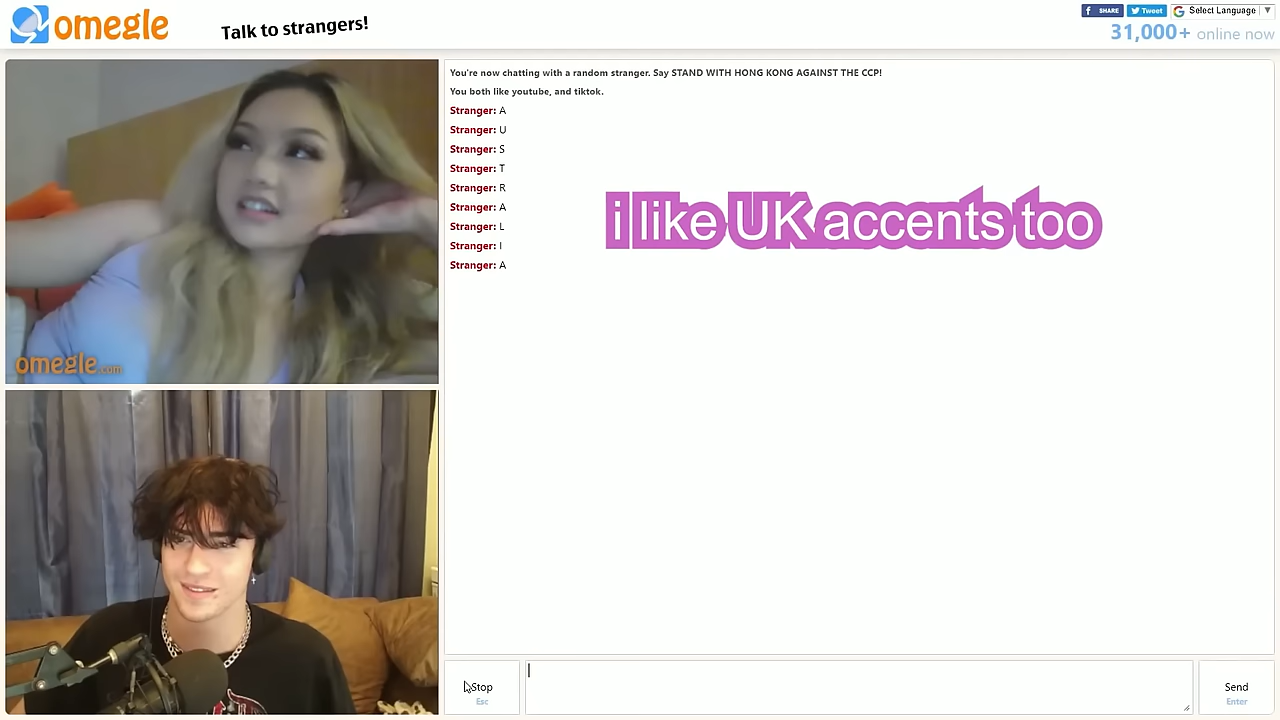 omegle
Talk to strangers!
SHARE
Tweet
G Select Language ▼
31,000+ online now
You're now chatting with a random stranger. Say STAND WITH HONG KONG AGAINST THE CCP!
You both like youtube, and tiktok.
Stranger: A
Stranger: U
Stranger: S
Stranger: T
Stranger: R
Stranger: A
Stranger: L
Stranger: I
Stranger: A
i like UK accents too
omegle.com
Stop
Esc
Send
Enter